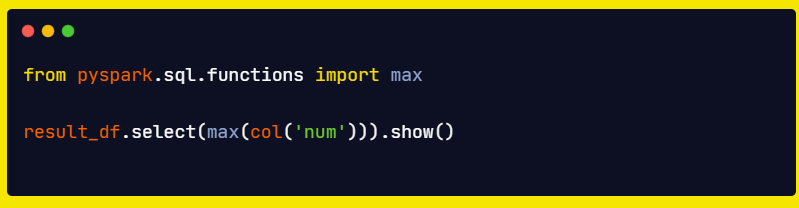 from pyspark.sql.functions import max
result_df.select(max(col('num'))).show()